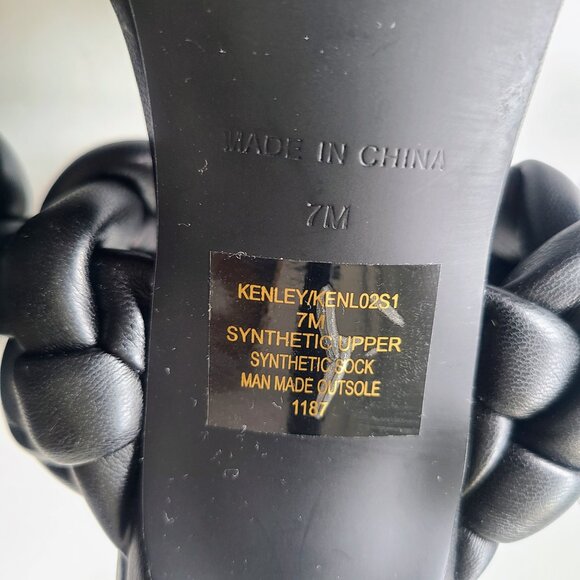 MADE IN CHINA
7M
KENLEY/KENL02S1
7M
SYNTHETIC UPPER
SYNTHETIC SOCK
MAN MADE OUTSOLE
1187